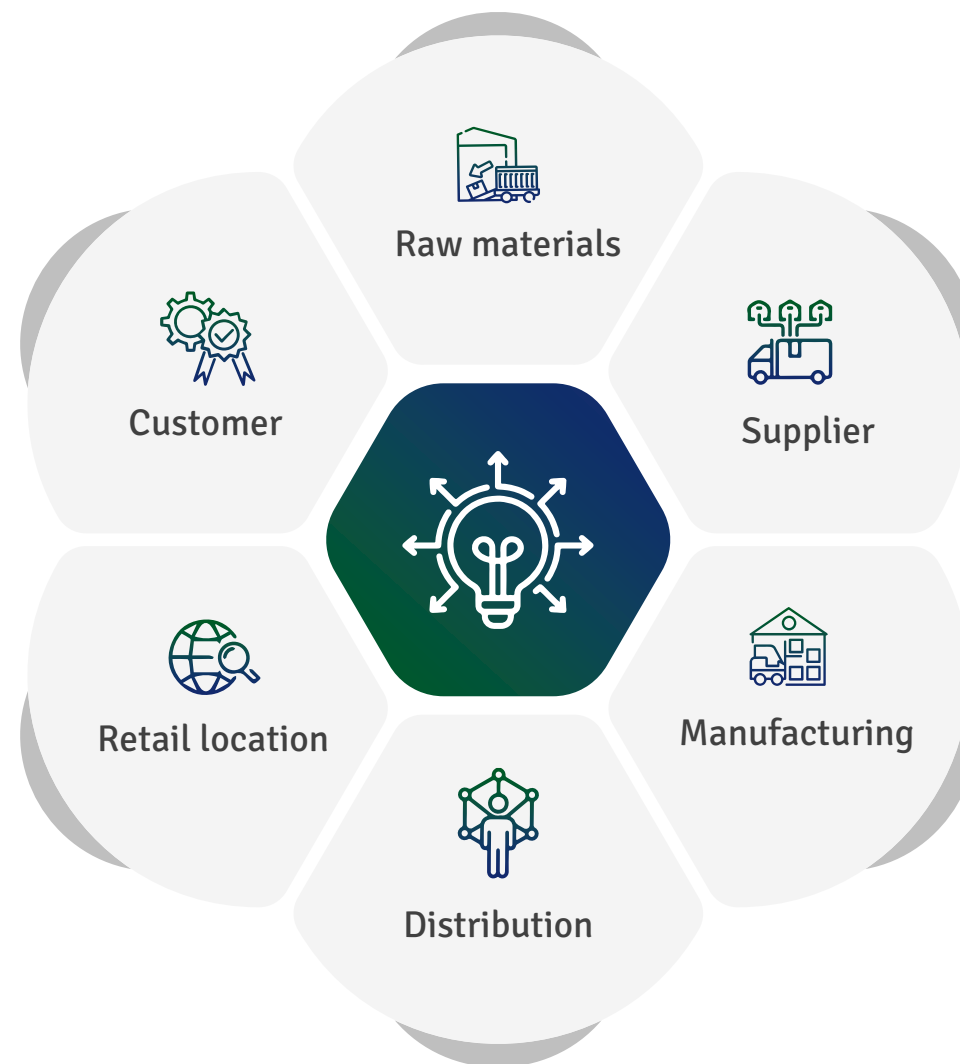 Raw materials
Supplier
Manufacturing
Distribution
Retail location
Customer